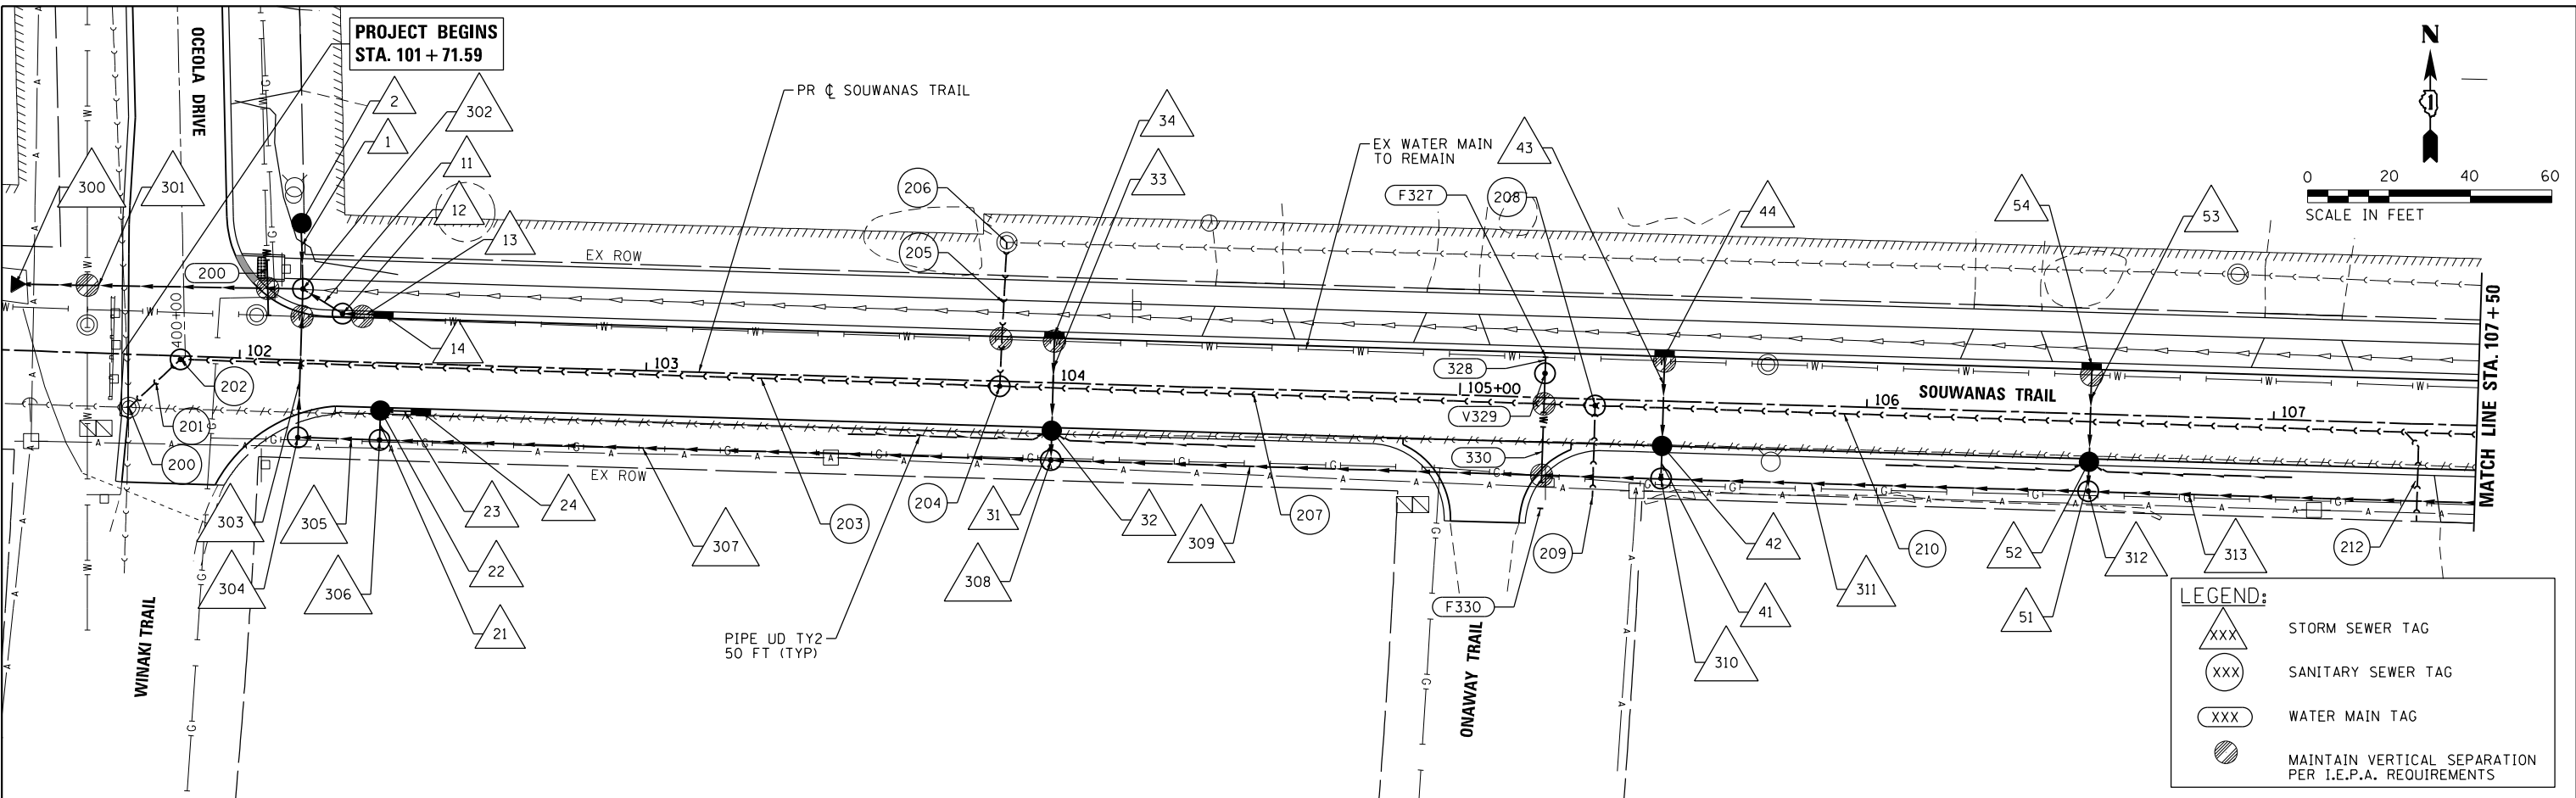 PROJECT BEGINS
STA. 101 + 71.59
OCEOLA DRIVE
2
1
302
11
12
13
300
301
200
400+00
14
102
202
201
200
303
304
305
306
21
22
23
24
WINAKI TRAIL
PR ℄ SOUWANAS TRAIL
EX ROW
103
203
EX ROW
307
PIPE UD TY2
50 FT (TYP)
206
205
204
34
33
104
31
32
308
309
207
EX WATER MAIN
TO REMAIN
F327
328
V329
330
F330
105+00
ONAWAY TRAIL
43
208
44
209
42
41
310
311
210
106
SOUWANAS TRAIL
54
53
52
51
312
313
107
212
MATCH LINE STA. 107 + 50
N
1
0 20 40 60
SCALE IN FEET
LEGEND:
XXX STORM SEWER TAG
XXX SANITARY SEWER TAG
XXX WATER MAIN TAG
MAINTAIN VERTICAL SEPARATION
PER I.E.P.A. REQUIREMENTS